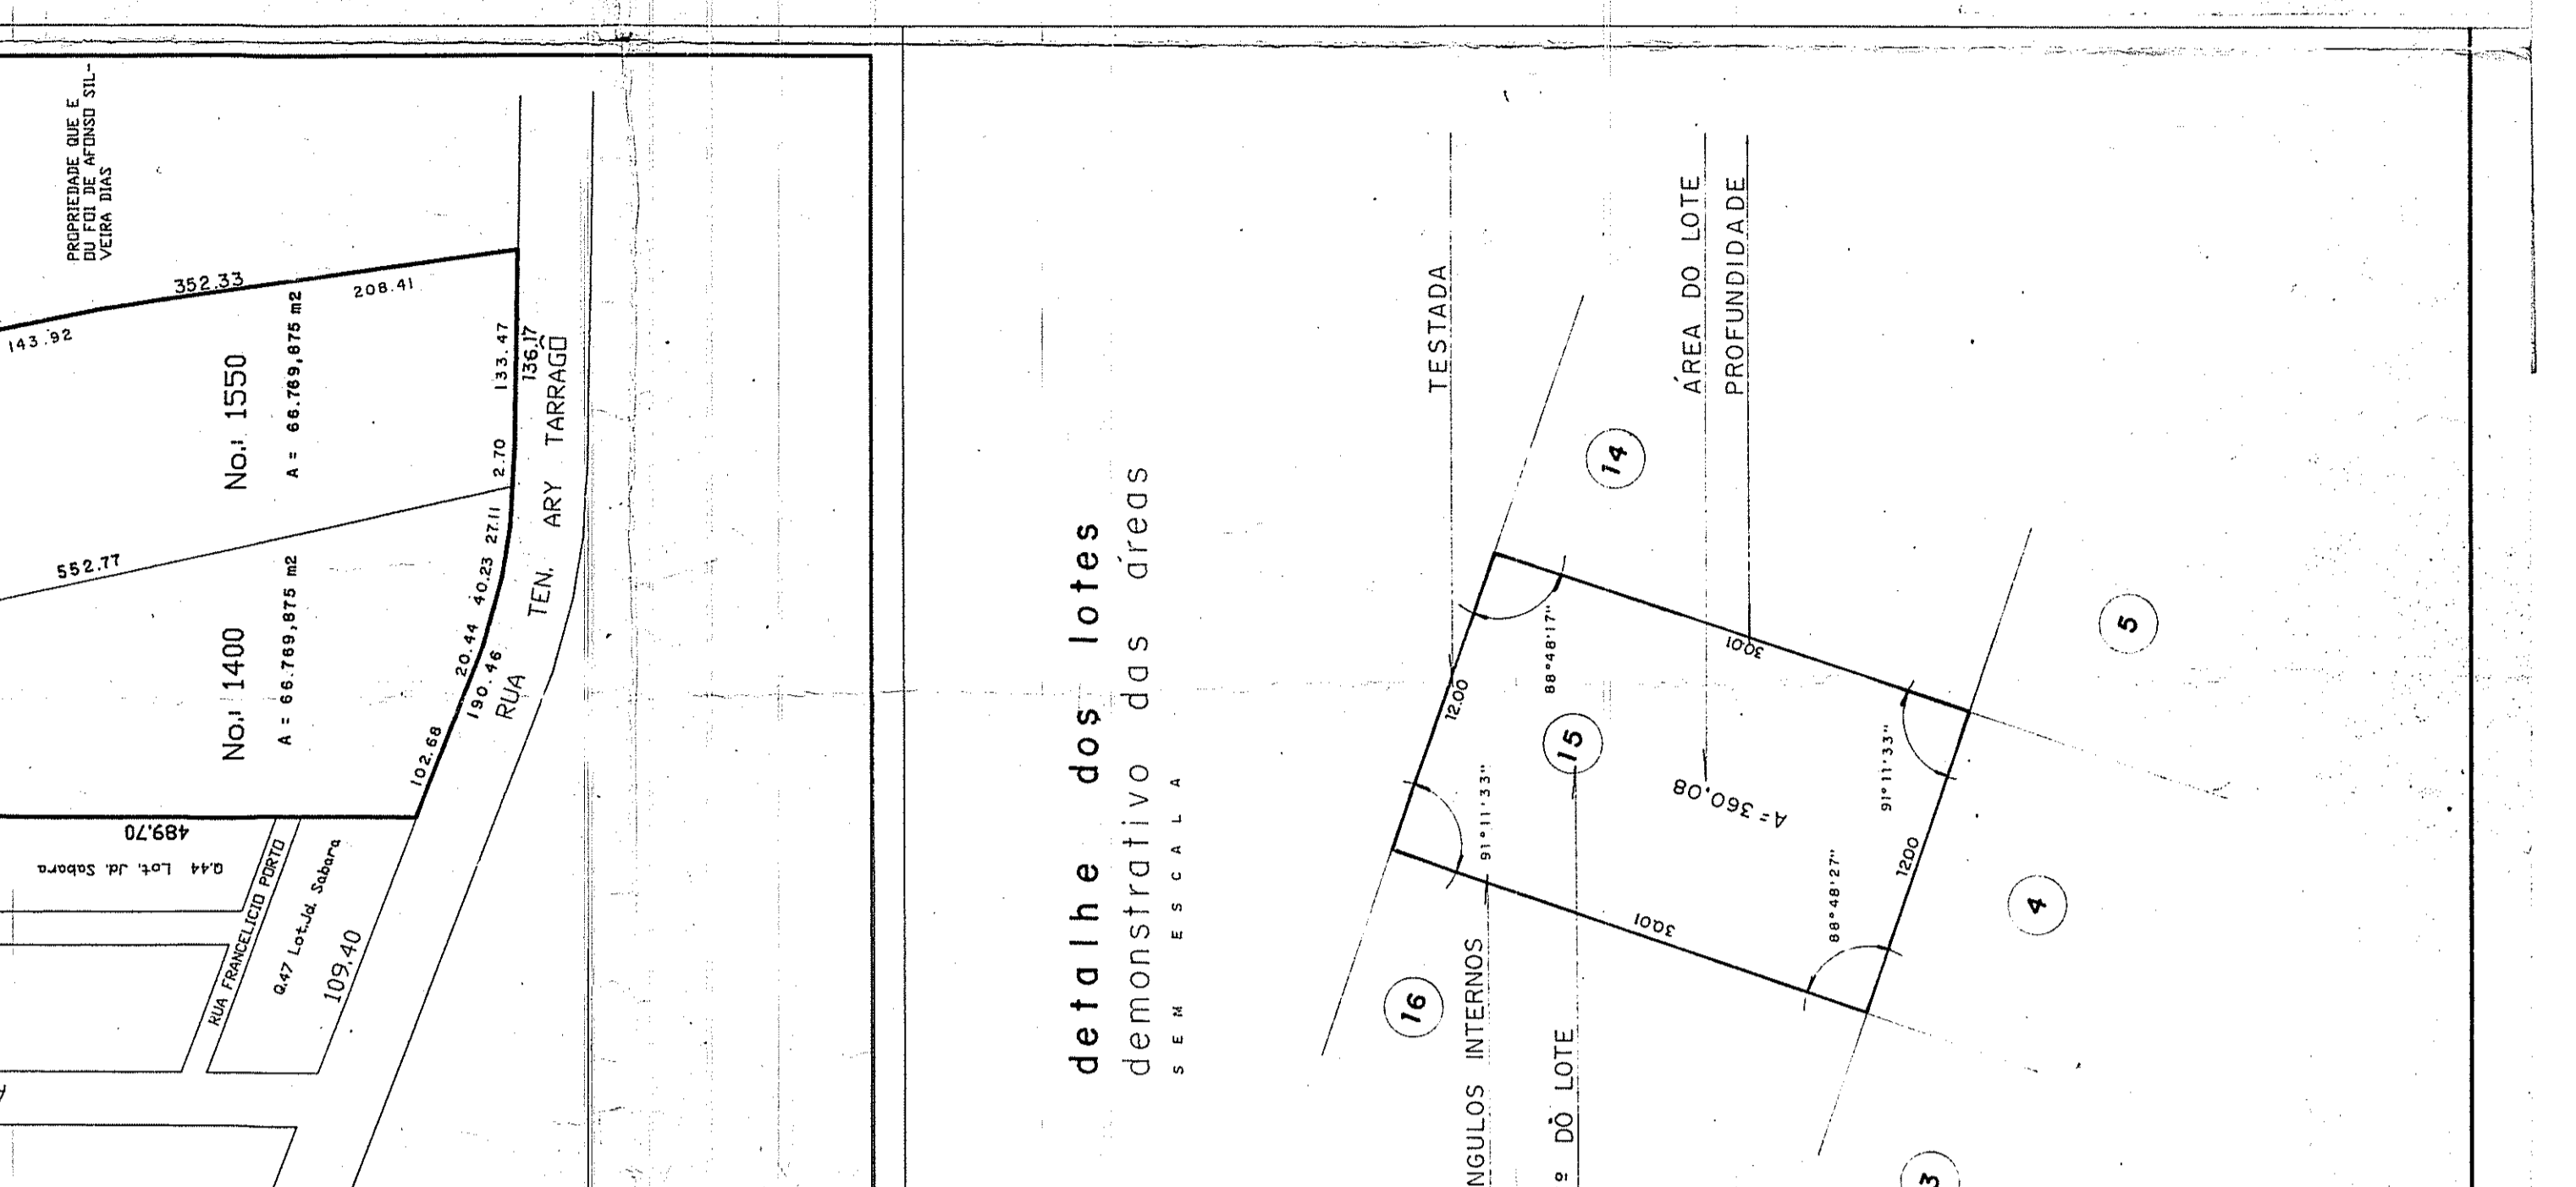 PROPRIEDADE QUE E
OU FOI DE AFONSO SIL-
VEIRA DIAS
352.33
208.41
143.92
No.: 1550
A = 66.769,875 m2
133.47
136.17
2.70
552.77
No.: 1400
A = 66.769,875 m2
27.11
40.23
20.44
190.46
102.68
RUA TEN. ARY TARRAGÔ
489.70
Q.44 Lot. Jd. Sabara
RUA FRANCELICIO PORTO
Q.47 Lot.Jd. Sabara
109.40
detalhe dos lotes
demonstrativo das áreas
SEM ESCALA
TESTADA
ÁREA DO LOTE
PROFUNDIDADE
14
12.00
88°48'17"
30.01
15
91°11'33"
A= 360,08
91°11'33"
5
88°48'27"
12.00
4
30.01
16
NGULOS INTERNOS
º DO LOTE
3